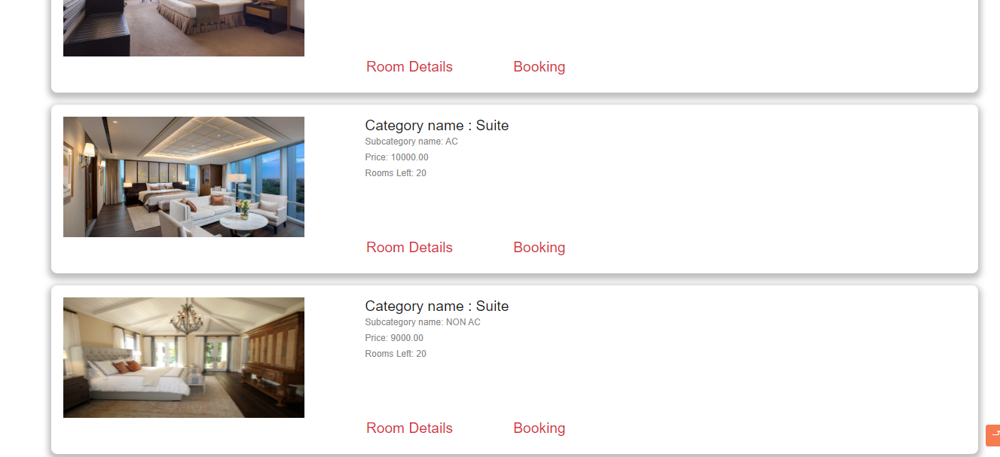 Room Details Booking
Category name : Suite
Subcategory name: AC
Price: 10000.00
Rooms Left: 20
Room Details Booking
Category name : Suite
Subcategory name: NON AC
Price: 9000.00
Rooms Left: 20
Room Details Booking